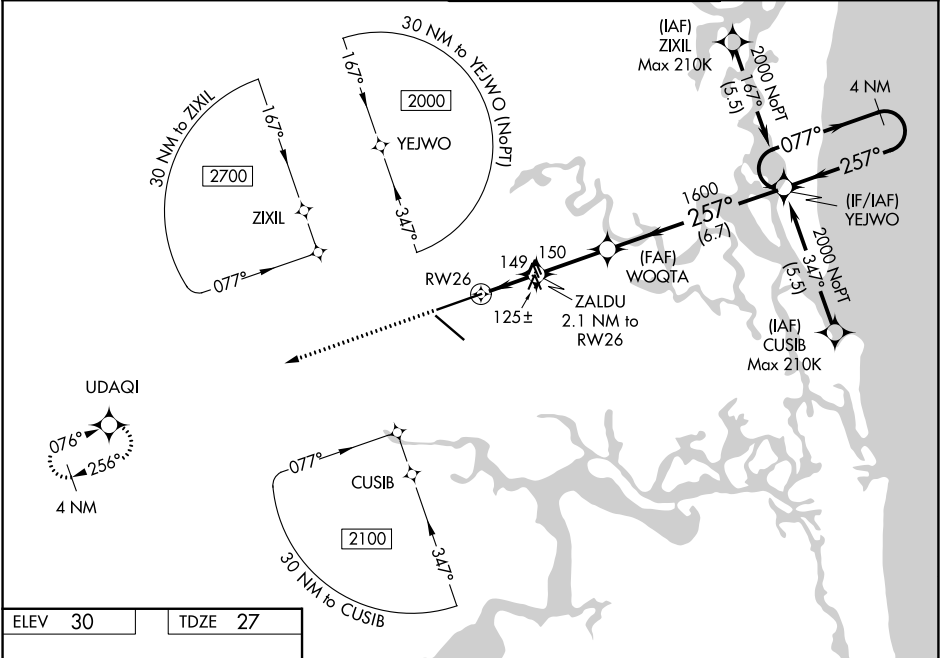 (IAF)
ZIXIL
Max 210K
2000 NoPT
167°
(5.5)
4 NM
077°
257°
(IF/IAF)
YEJWO
30 NM to YEJWO (NoPT)
167°
2000
YEJWO
347°
30 NM to ZIXIL
167°
2700
ZIXIL
077°
1600
257°
(6.7)
(FAF)
WOQTA
149
150
RW26
125±
ZALDU
2.1 NM to
RW26
2000 NoPT
347°
(5.5)
(IAF)
CUSIB
Max 210K
UDAQI
076°
256°
4 NM
077°
CUSIB
2100
347°
30 NM to CUSIB
ELEV 30
TDZE 27